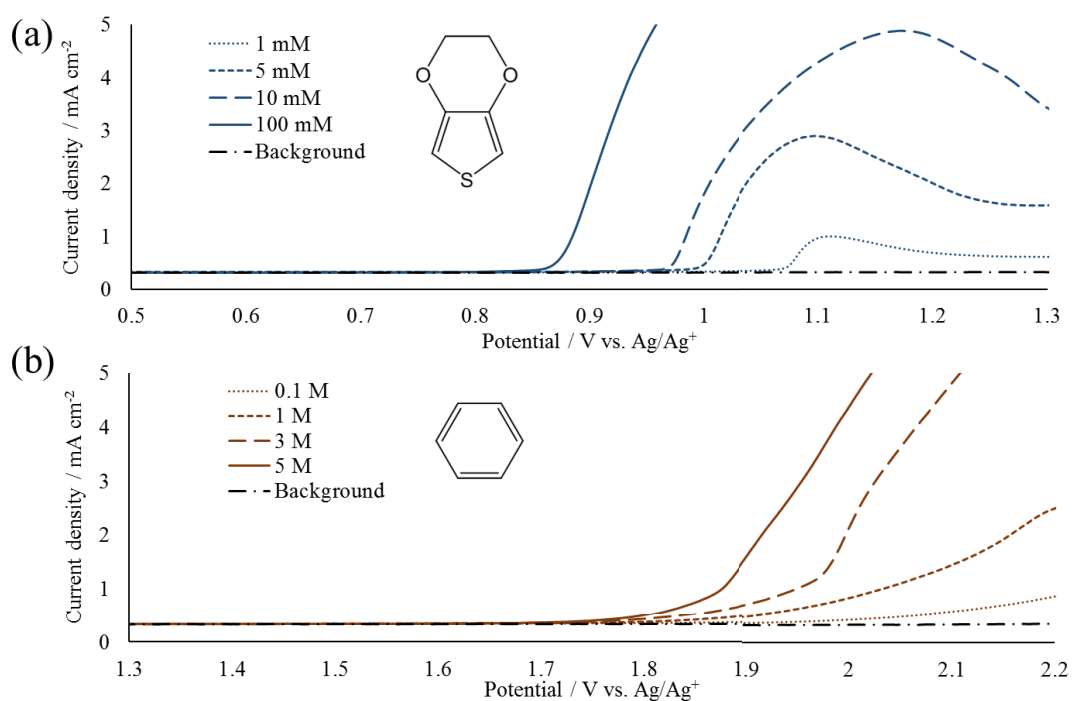 (a)
5
4
3
2
1
0
Current density / mA cm⁻²
1 mM
5 mM
10 mM
100 mM
Background
O O
S
0.5 0.6 0.7 0.8 0.9 1 1.1 1.2 1.3
Potential / V vs. Ag/Ag⁺
(b)
5
4
3
2
1
0
Current density / mA cm⁻²
0.1 M
1 M
3 M
5 M
Background
1.3 1.4 1.5 1.6 1.7 1.8 1.9 2 2.1 2.2
Potential / V vs. Ag/Ag⁺